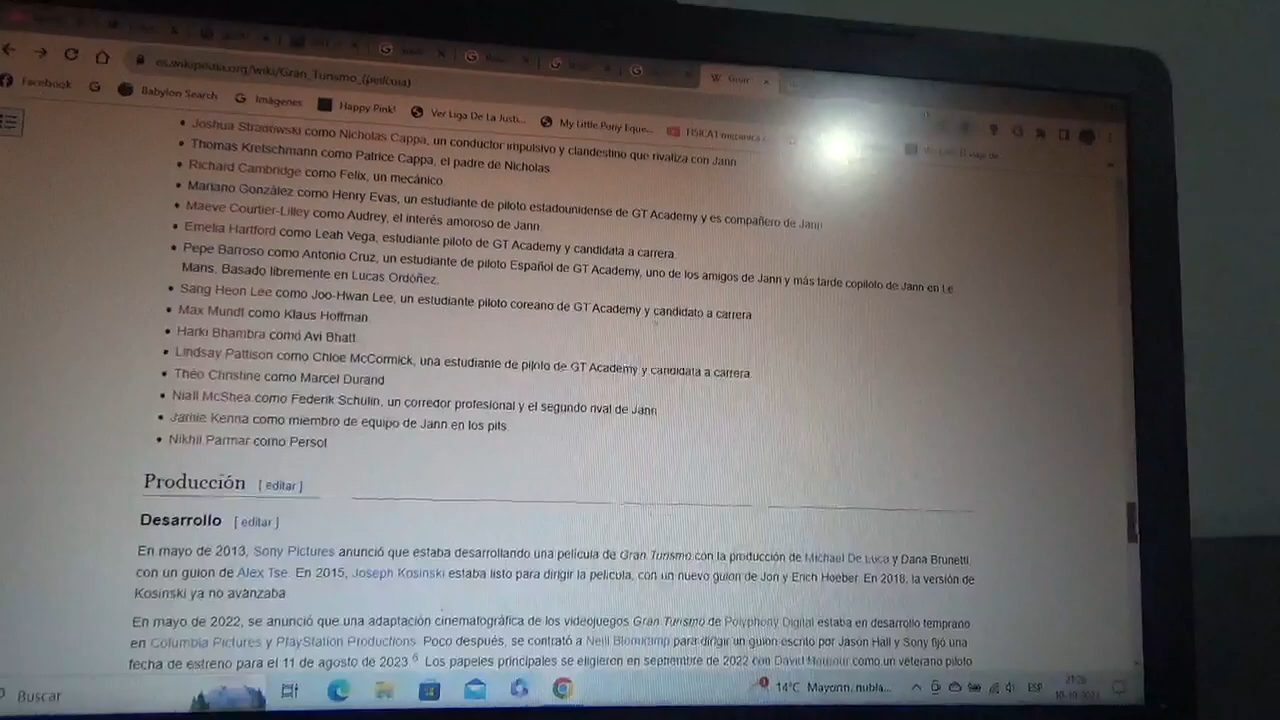 es.wikipedia.org/wiki/Gran_Turismo_(película)
Facebook G Babylon Search Imágenes Happy Pink! Ver Liga De La Justi... My Little Pony Eque...
Joshua Stradowski como Nicholas Cappa, un conductor impulsivo y clandestino que rivaliza con Jann
Thomas Kretschmann como Patrice Cappa, el padre de Nicholas
Richard Cambridge como Felix, un mecánico
Mariano González como Henry Evas, un estudiante de piloto estadounidense de GT Academy y es compañero de Jann
Maeve Courtier-Lilley como Audrey, el interés amoroso de Jann.
Emelia Hartford como Leah Vega, estudiante piloto de GT Academy y candidata a carrera
Pepe Barroso como Antonio Cruz, un estudiante de piloto Español de GT Academy, uno de los amigos de Jann y más tarde copiloto de Jann en Le
Mans. Basado libremente en Lucas Ordóñez.
Sang Heon Lee como Joo-Hwan Lee, un estudiante piloto coreano de GT Academy y candidato a carrera
Max Mundt como Klaus Hoffman
Harki Bhambra como Avi Bhatt
Lindsay Pattison como Chloe McCormick, una estudiante de piloto de GT Academy y candidata a carrera.
Théo Christine como Marcel Durand
Niall McShea como Federik Schulin, un corredor profesional y el segundo rival de Jann
Jamie Kenna como miembro de equipo de Jann en los pits
Nikhil Parmar como Persol
Producción [ editar ]
Desarrollo [ editar ]
En mayo de 2013, Sony Pictures anunció que estaba desarrollando una película de Gran Turismo con la producción de Michael De Luca y Dana Brunetti,
con un guion de Alex Tse. En 2015, Joseph Kosinski estaba listo para dirigir la película, con un nuevo guion de Jon y Erich Hoeber. En 2018, la versión de
Kosinski ya no avanzaba
En mayo de 2022, se anunció que una adaptación cinematográfica de los videojuegos Gran Turismo de Polyphony Digital estaba en desarrollo temprano
en Columbia Pictures y PlayStation Productions. Poco después, se contrató a Neill Blomkamp para dirigir un guion escrito por Jason Hall y Sony fijó una
fecha de estreno para el 11 de agosto de 2023 6 Los papeles principales se eligieron en septiembre de 2022 con David Harbour como un veterano piloto
Buscar 14°C Mayorm. nubla... ESP 21:26